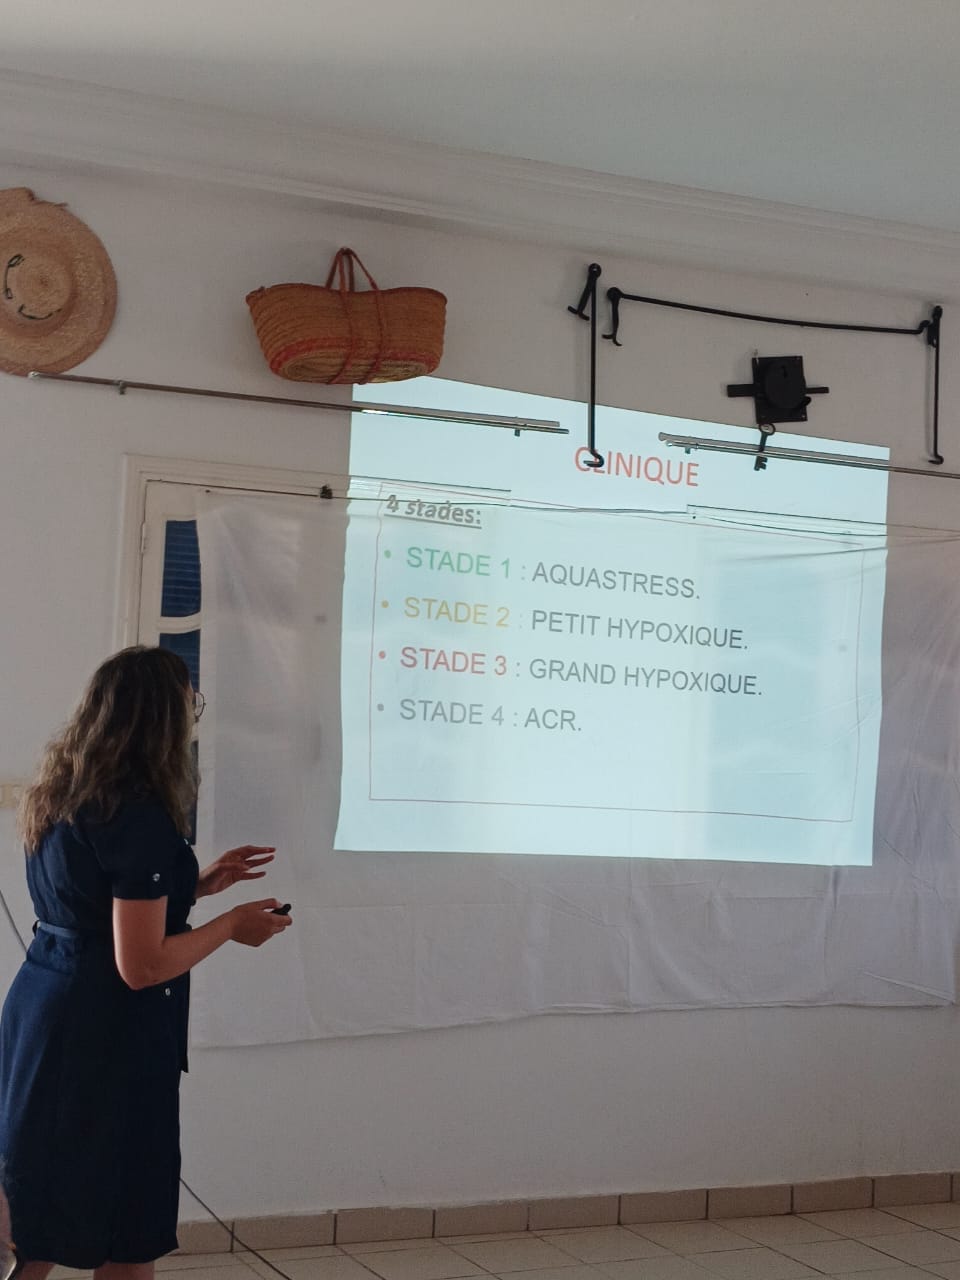 CLINIQUE
4 stades:
• STADE 1 : AQUASTRESS.
• STADE 2 : PETIT HYPOXIQUE.
• STADE 3 : GRAND HYPOXIQUE.
• STADE 4 : ACR.